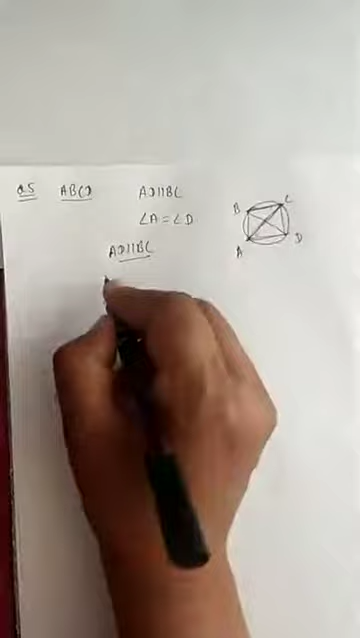 Q5 ABCD AD||BC
∠A = ∠D
AD||BC
B C
A D